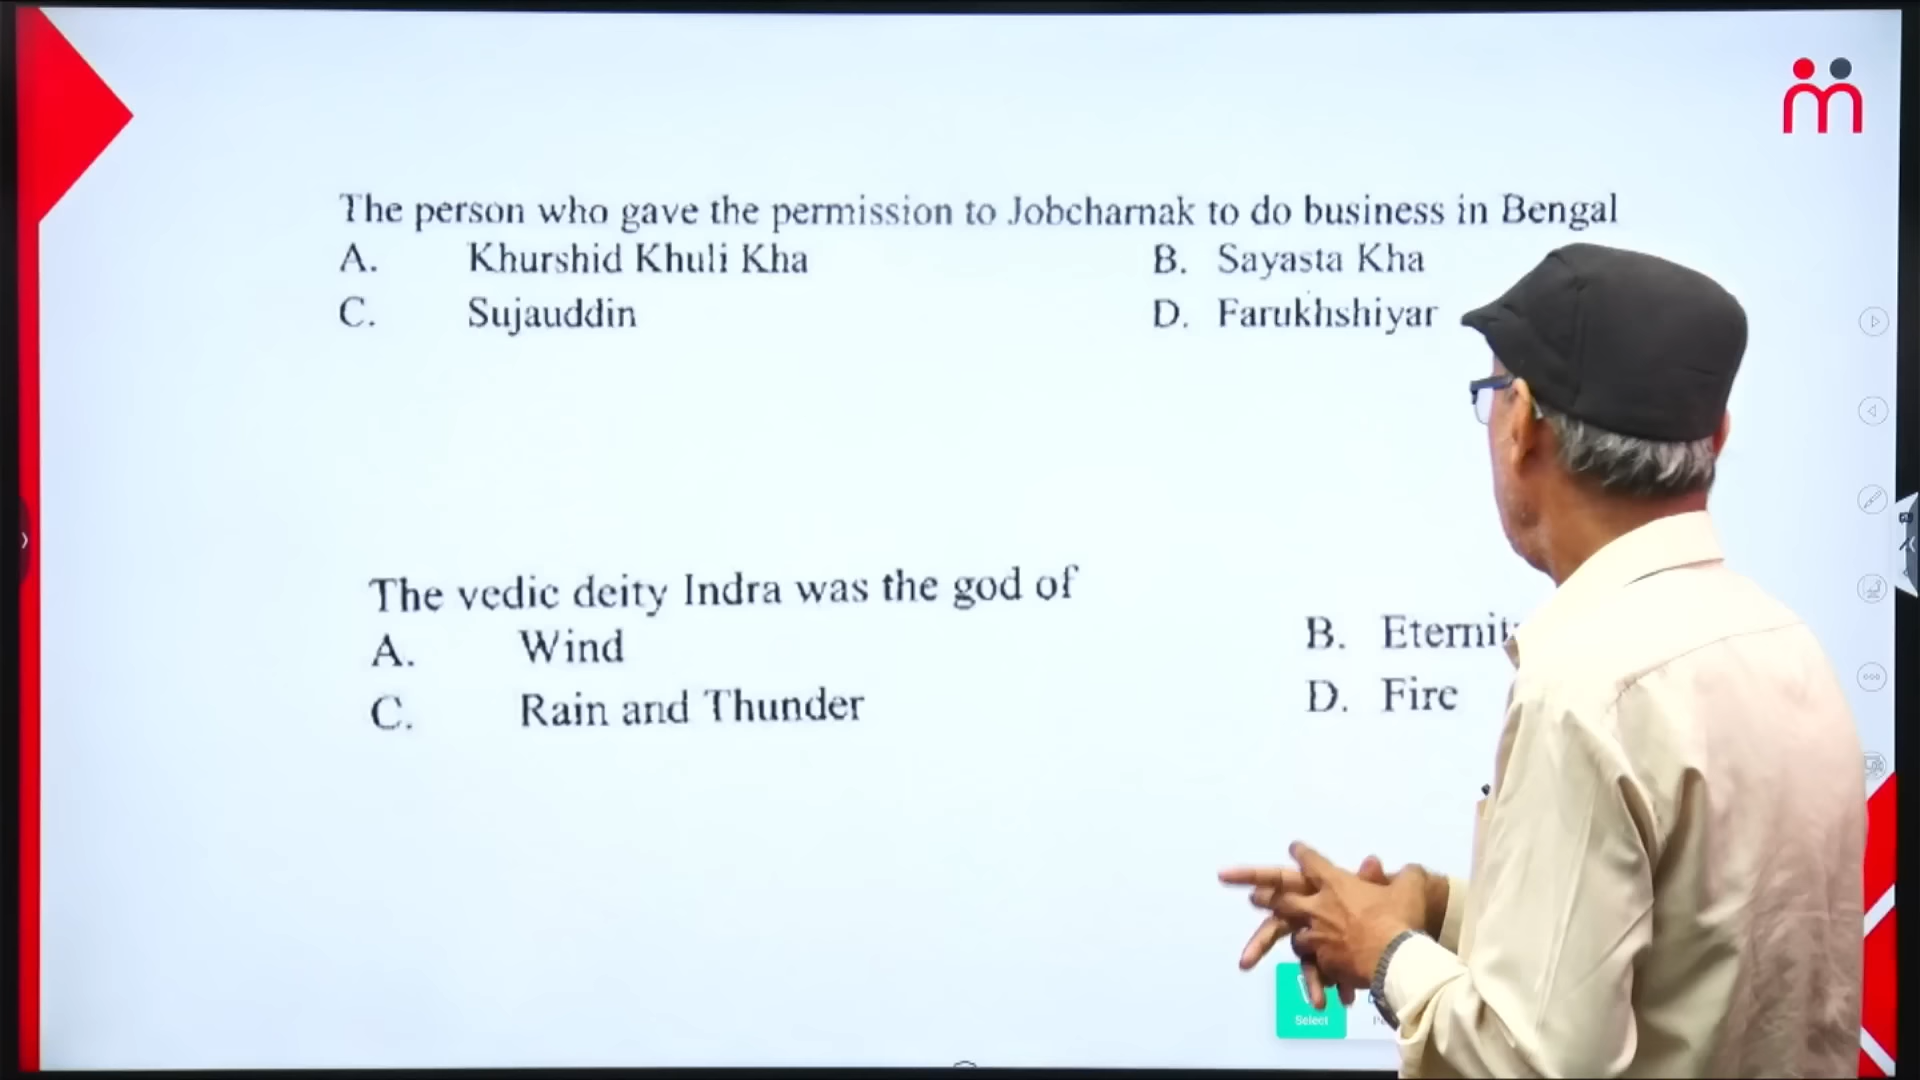 The person who gave the permission to Jobcharnak to do business in Bengal
A. Khurshid Khuli Kha B. Sayasta Kha
C. Sujauddin D. Farukhshiyar
The vedic deity Indra was the god of
A. Wind B.
C. Rain and Thunder D. Fire
Select